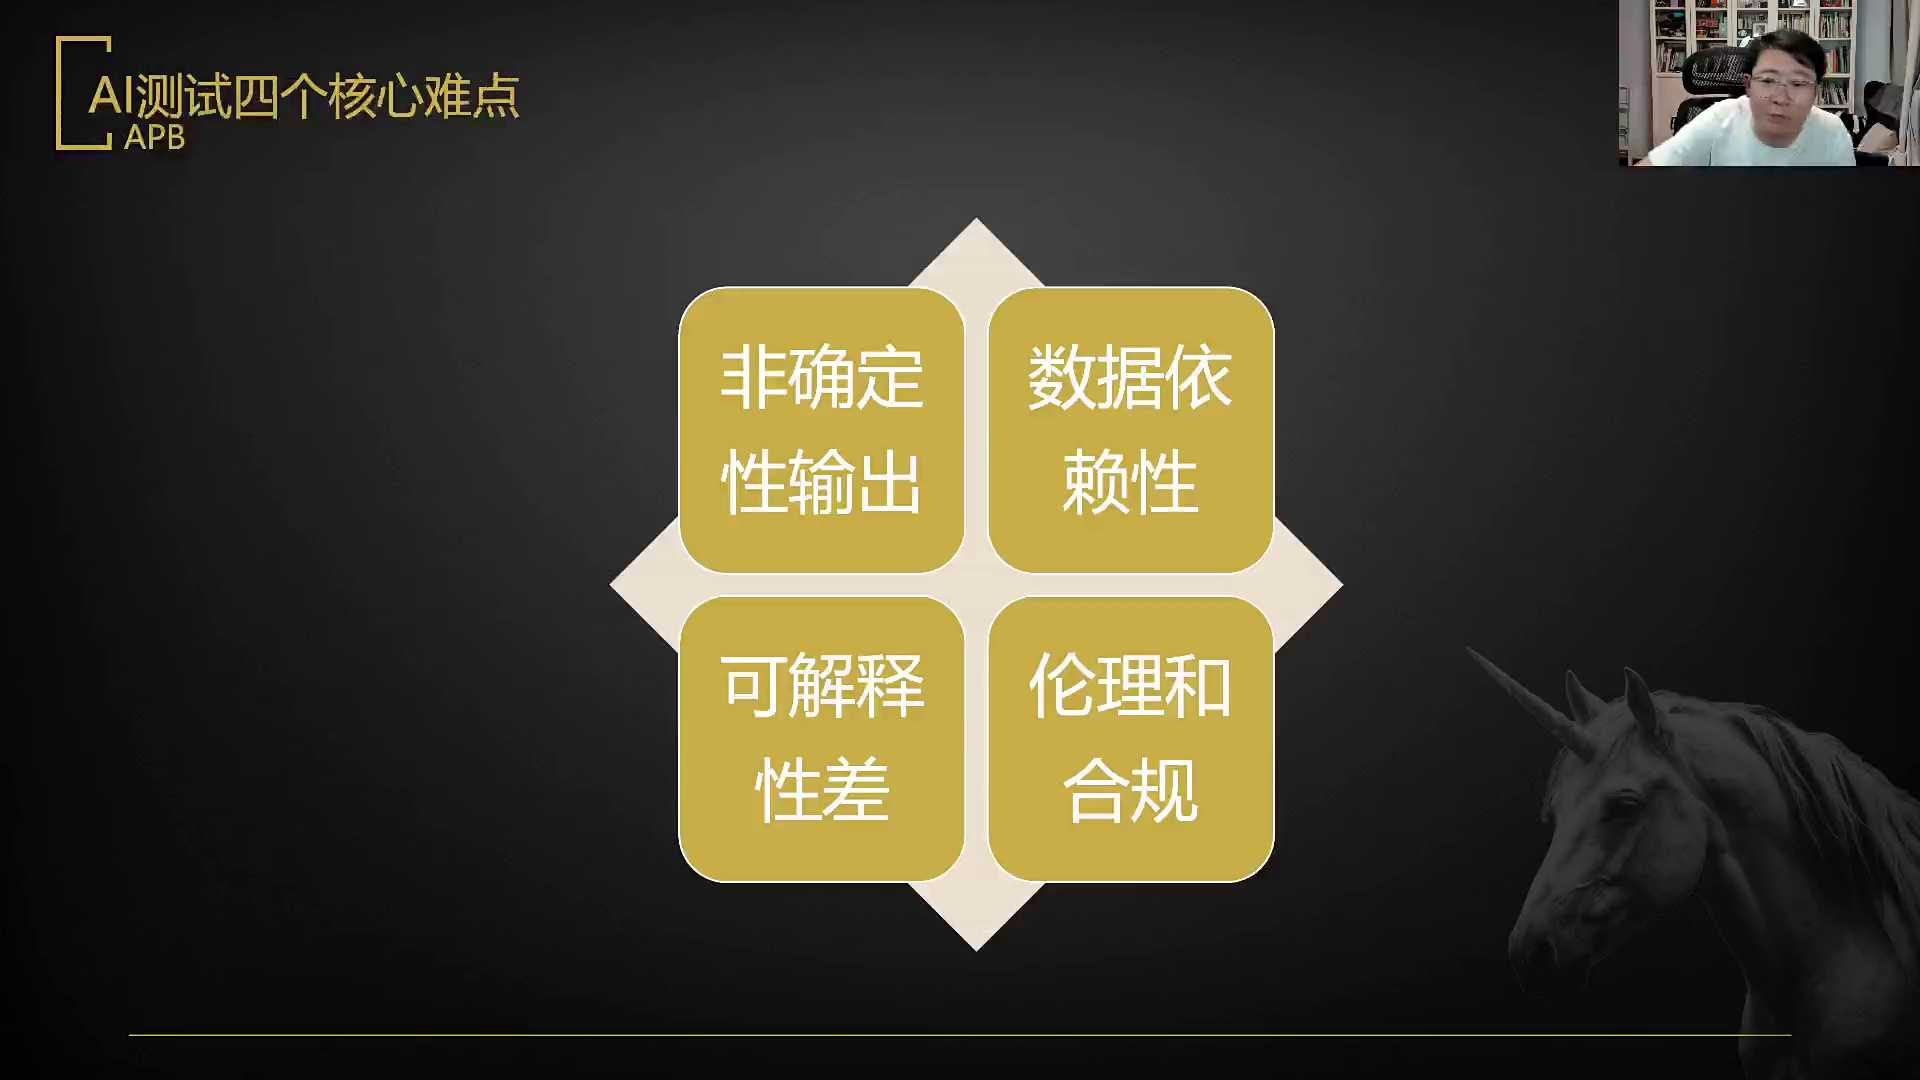 AI测试四个核心难点
APB
非确定
性输出
数据依
赖性
可解释
性差
伦理和
合规